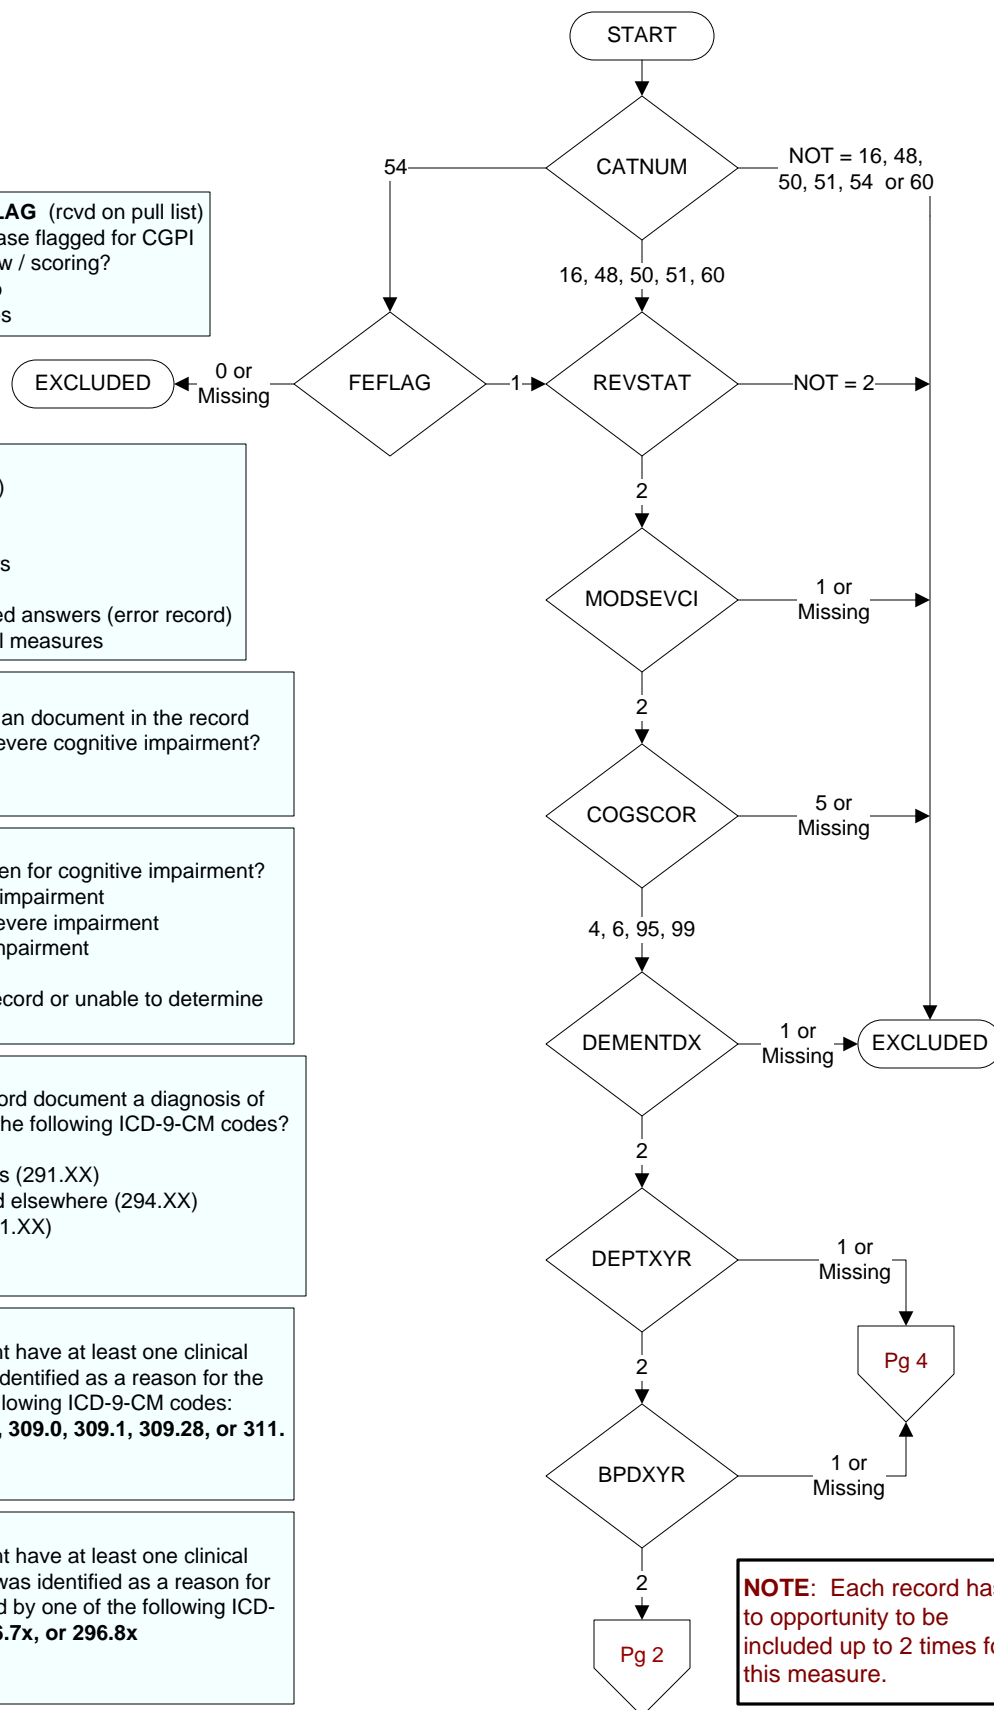 START
CATNUM
54
NOT = 16, 48,
50, 51, 54 or 60
16, 48, 50, 51, 60
LAG (rcvd on pull list)
ase flagged for CGPI
w / scoring?
EXCLUDED
0 or
Missing
FEFLAG
1
REVSTAT
NOT = 2
2
ed answers (error record)
l measures
MODSEVCI
1 or
Missing
2
an document in the record
evere cognitive impairment?
COGSCOR
5 or
Missing
4, 6, 95, 99
en for cognitive impairment?
impairment
evere impairment
npairment
ecord or unable to determine
DEMENTDX
1 or
Missing
EXCLUDED
2
ord document a diagnosis of
the following ICD-9-CM codes?
s (291.XX)
d elsewhere (294.XX)
1.XX)
DEPTXYR
1 or
Missing
Pg 4
2
nt have at least one clinical
identified as a reason for the
llowing ICD-9-CM codes:
, 309.0, 309.1, 309.28, or 311.
BPDXYR
1 or
Missing
2
nt have at least one clinical
was identified as a reason for
d by one of the following ICD-
6.7x, or 296.8x
Pg 2
NOTE: Each record has
to opportunity to be
included up to 2 times fo
this measure.